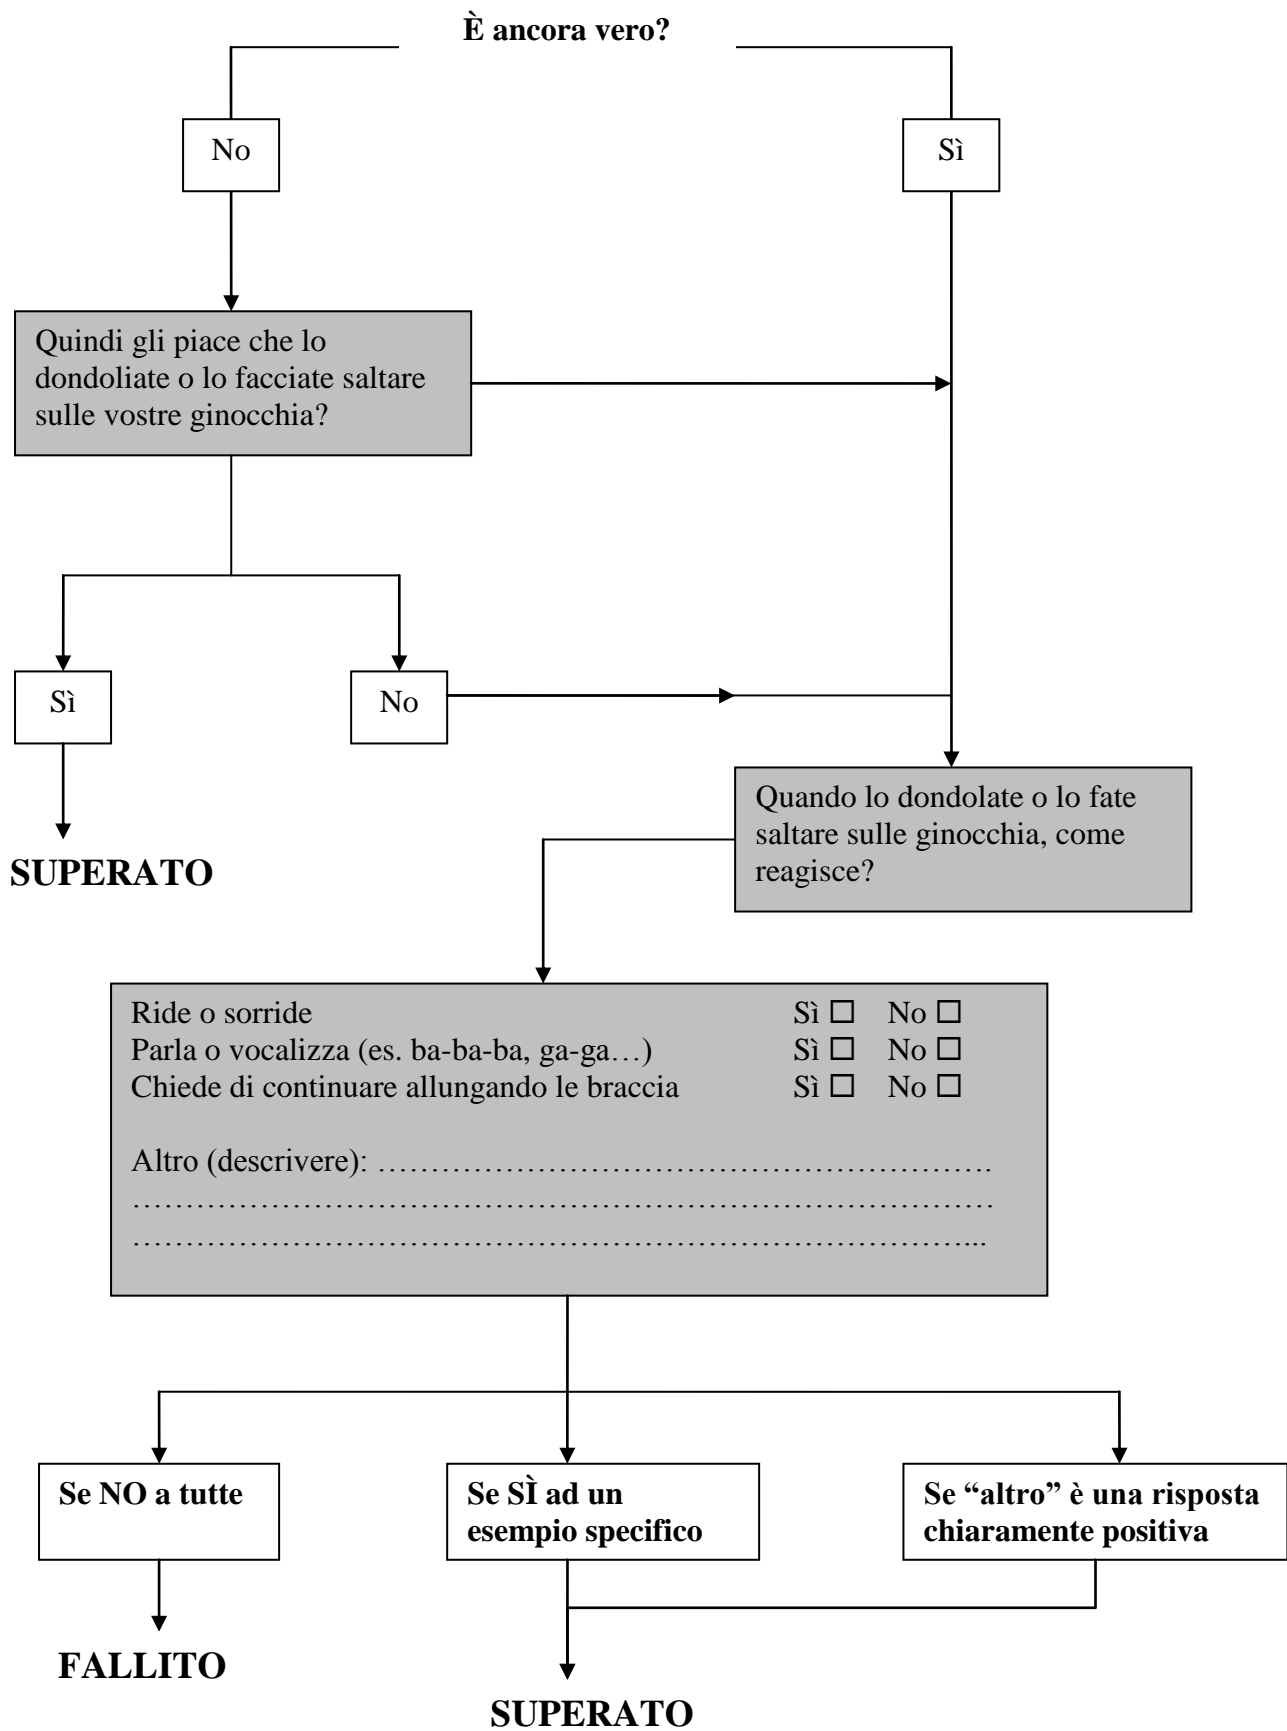 È ancora vero?
No
Sì
Quindi gli piace che lo
dondoliate o lo facciate saltare
sulle vostre ginocchia?
Sì
No
Quando lo dondolate o lo fate
saltare sulle ginocchia, come
reagisce?
SUPERATO
Ride o sorride Sì ☐ No ☐
Parla o vocalizza (es. ba-ba-ba, ga-ga…) Sì ☐ No ☐
Chiede di continuare allungando le braccia Sì ☐ No ☐
Altro (descrivere): ………………………………………………….
………………………………………………………………………
……………………………………………………………………...
Se NO a tutte
Se SÌ ad un
esempio specifico
Se “altro” è una risposta
chiaramente positiva
FALLITO
SUPERATO